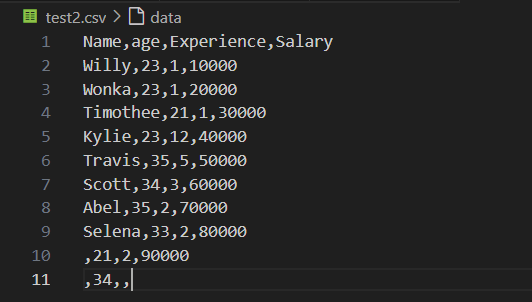 test2.csv > data
1 Name,age,Experience,Salary
2 Willy,23,1,10000
3 Wonka,23,1,20000
4 Timothee,21,1,30000
5 Kylie,23,12,40000
6 Travis,35,5,50000
7 Scott,34,3,60000
8 Abel,35,2,70000
9 Selena,33,2,80000
10 ,21,2,90000
11 ,34,,